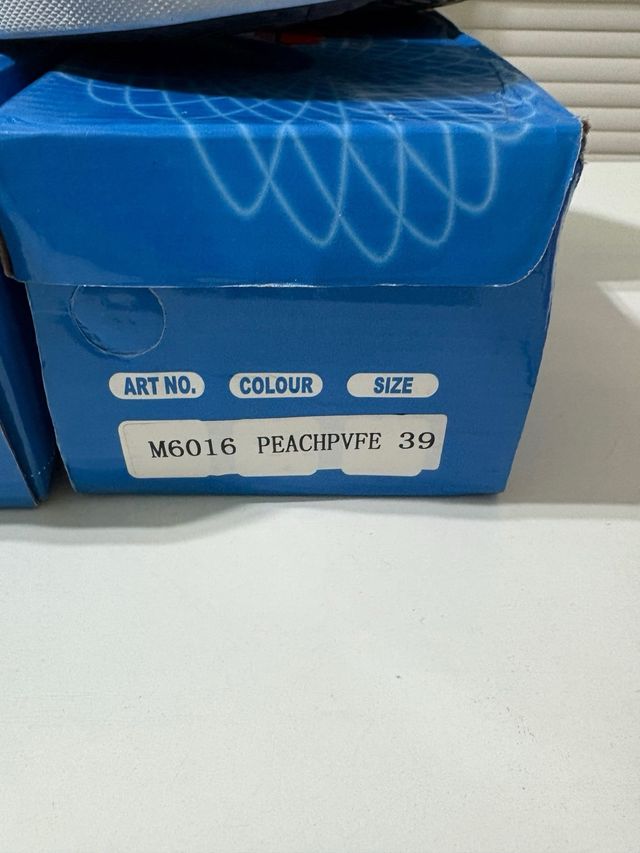 ART NO. COLOUR SIZE
M6016 PEACHPVFE 39